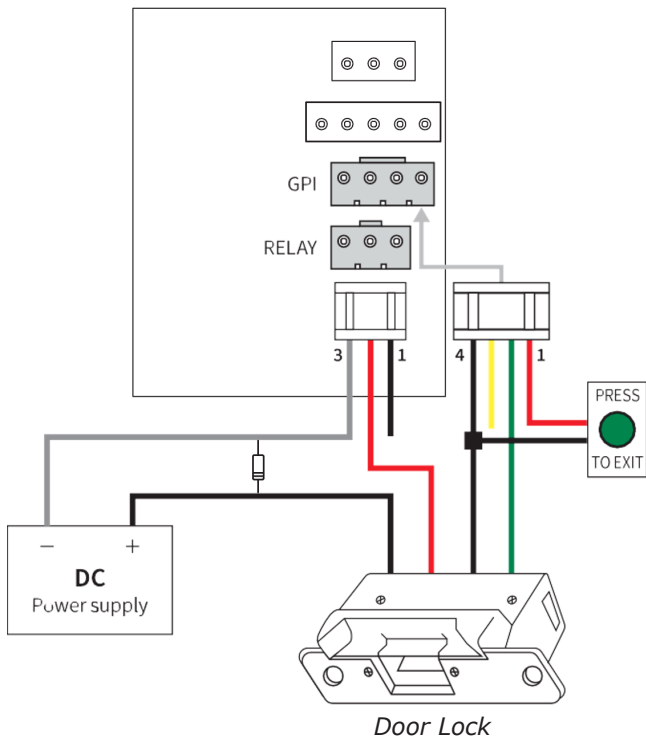 GPI
RELAY
3 1
4 1
PRESS
TO EXIT
− +
DC
Power supply
Door Lock